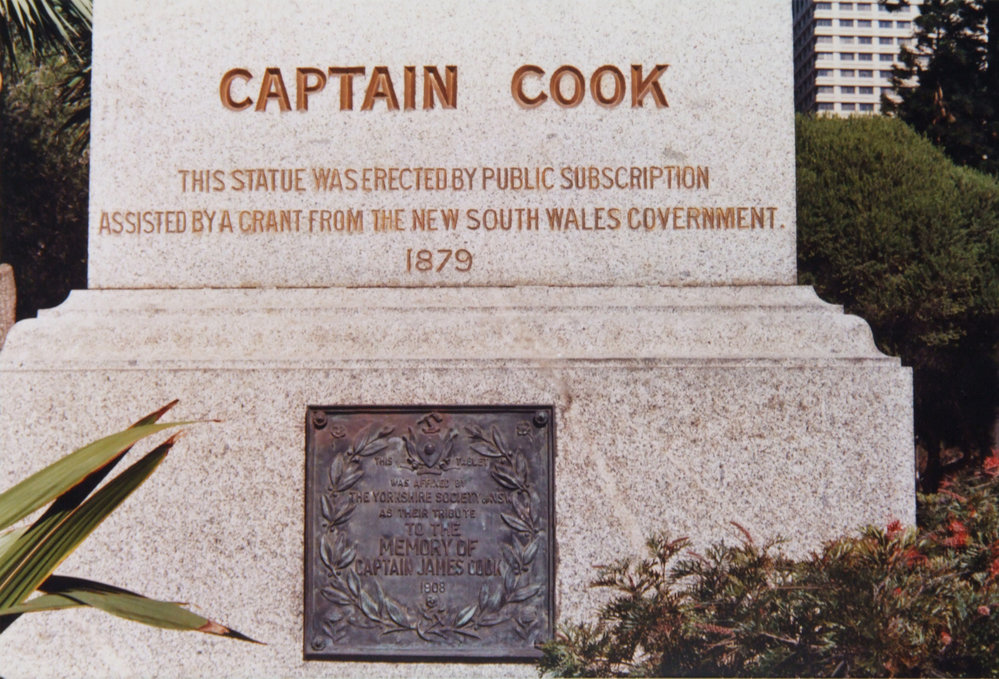 CAPTAIN COOK
THIS STATUE WAS ERECTED BY PUBLIC SUBSCRIPTION
ASSISTED BY A GRANT FROM THE NEW SOUTH WALES GOVERNMENT.
1879
THIS TABLET
WAS AFFIXED BY
THE YORKSHIRE SOCIETY OF NSW
AS THEIR TRIBUTE
TO THE
MEMORY OF
CAPTAIN JAMES COOK
1908